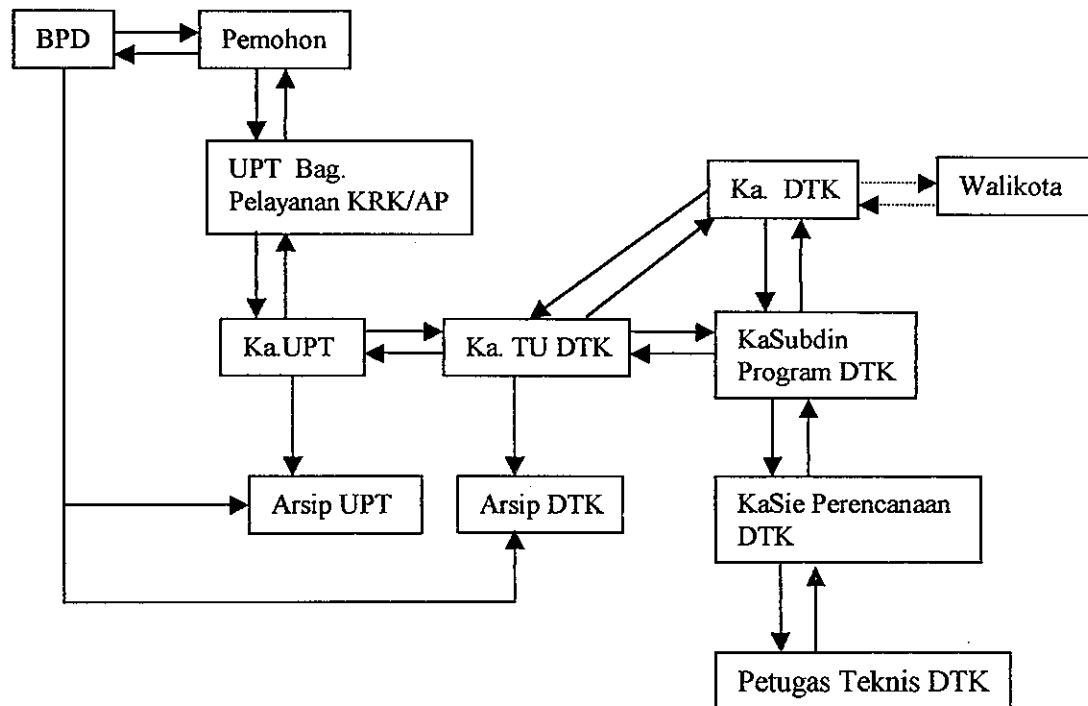 BPD
Pemohon
UPT Bag.
Pelayanan KRK/AP
Ka. DTK
Walikota
Ka.UPT
Ka. TU DTK
KaSubdin
Program DTK
Arsip UPT
Arsip DTK
KaSie Perencanaan
DTK
Petugas Teknis DTK